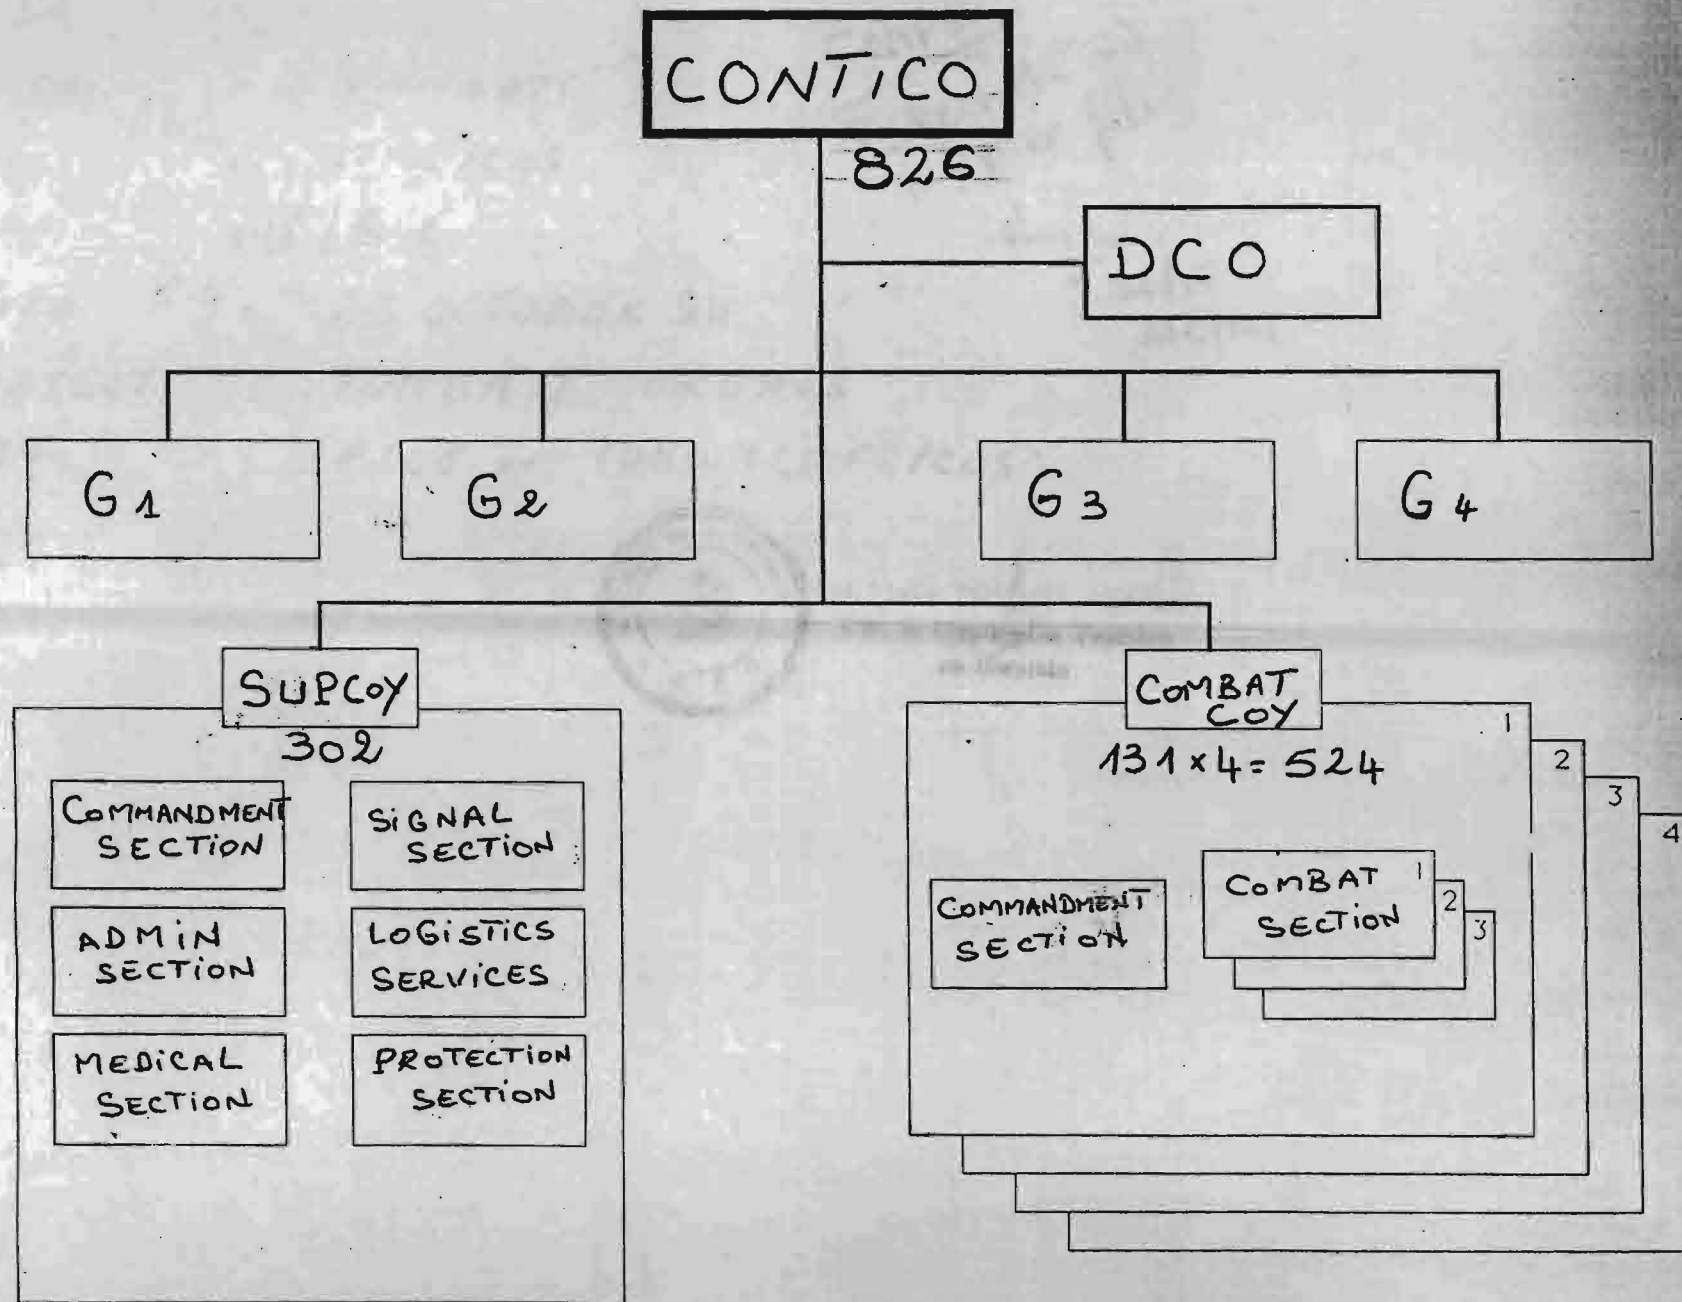 CONTICO
826
DCO
G1
G2
G3
G4
SUPCOY
302
COMMANDMENT
SECTION
SIGNAL
SECTION
ADMIN
SECTION
LOGISTICS
SERVICES
MEDICAL
SECTION
PROTECTION
SECTION
COMBAT
COY
131 x 4 = 524
1
2
3
4
COMMANDMENT
SECTION
COMBAT
SECTION
1
2
3